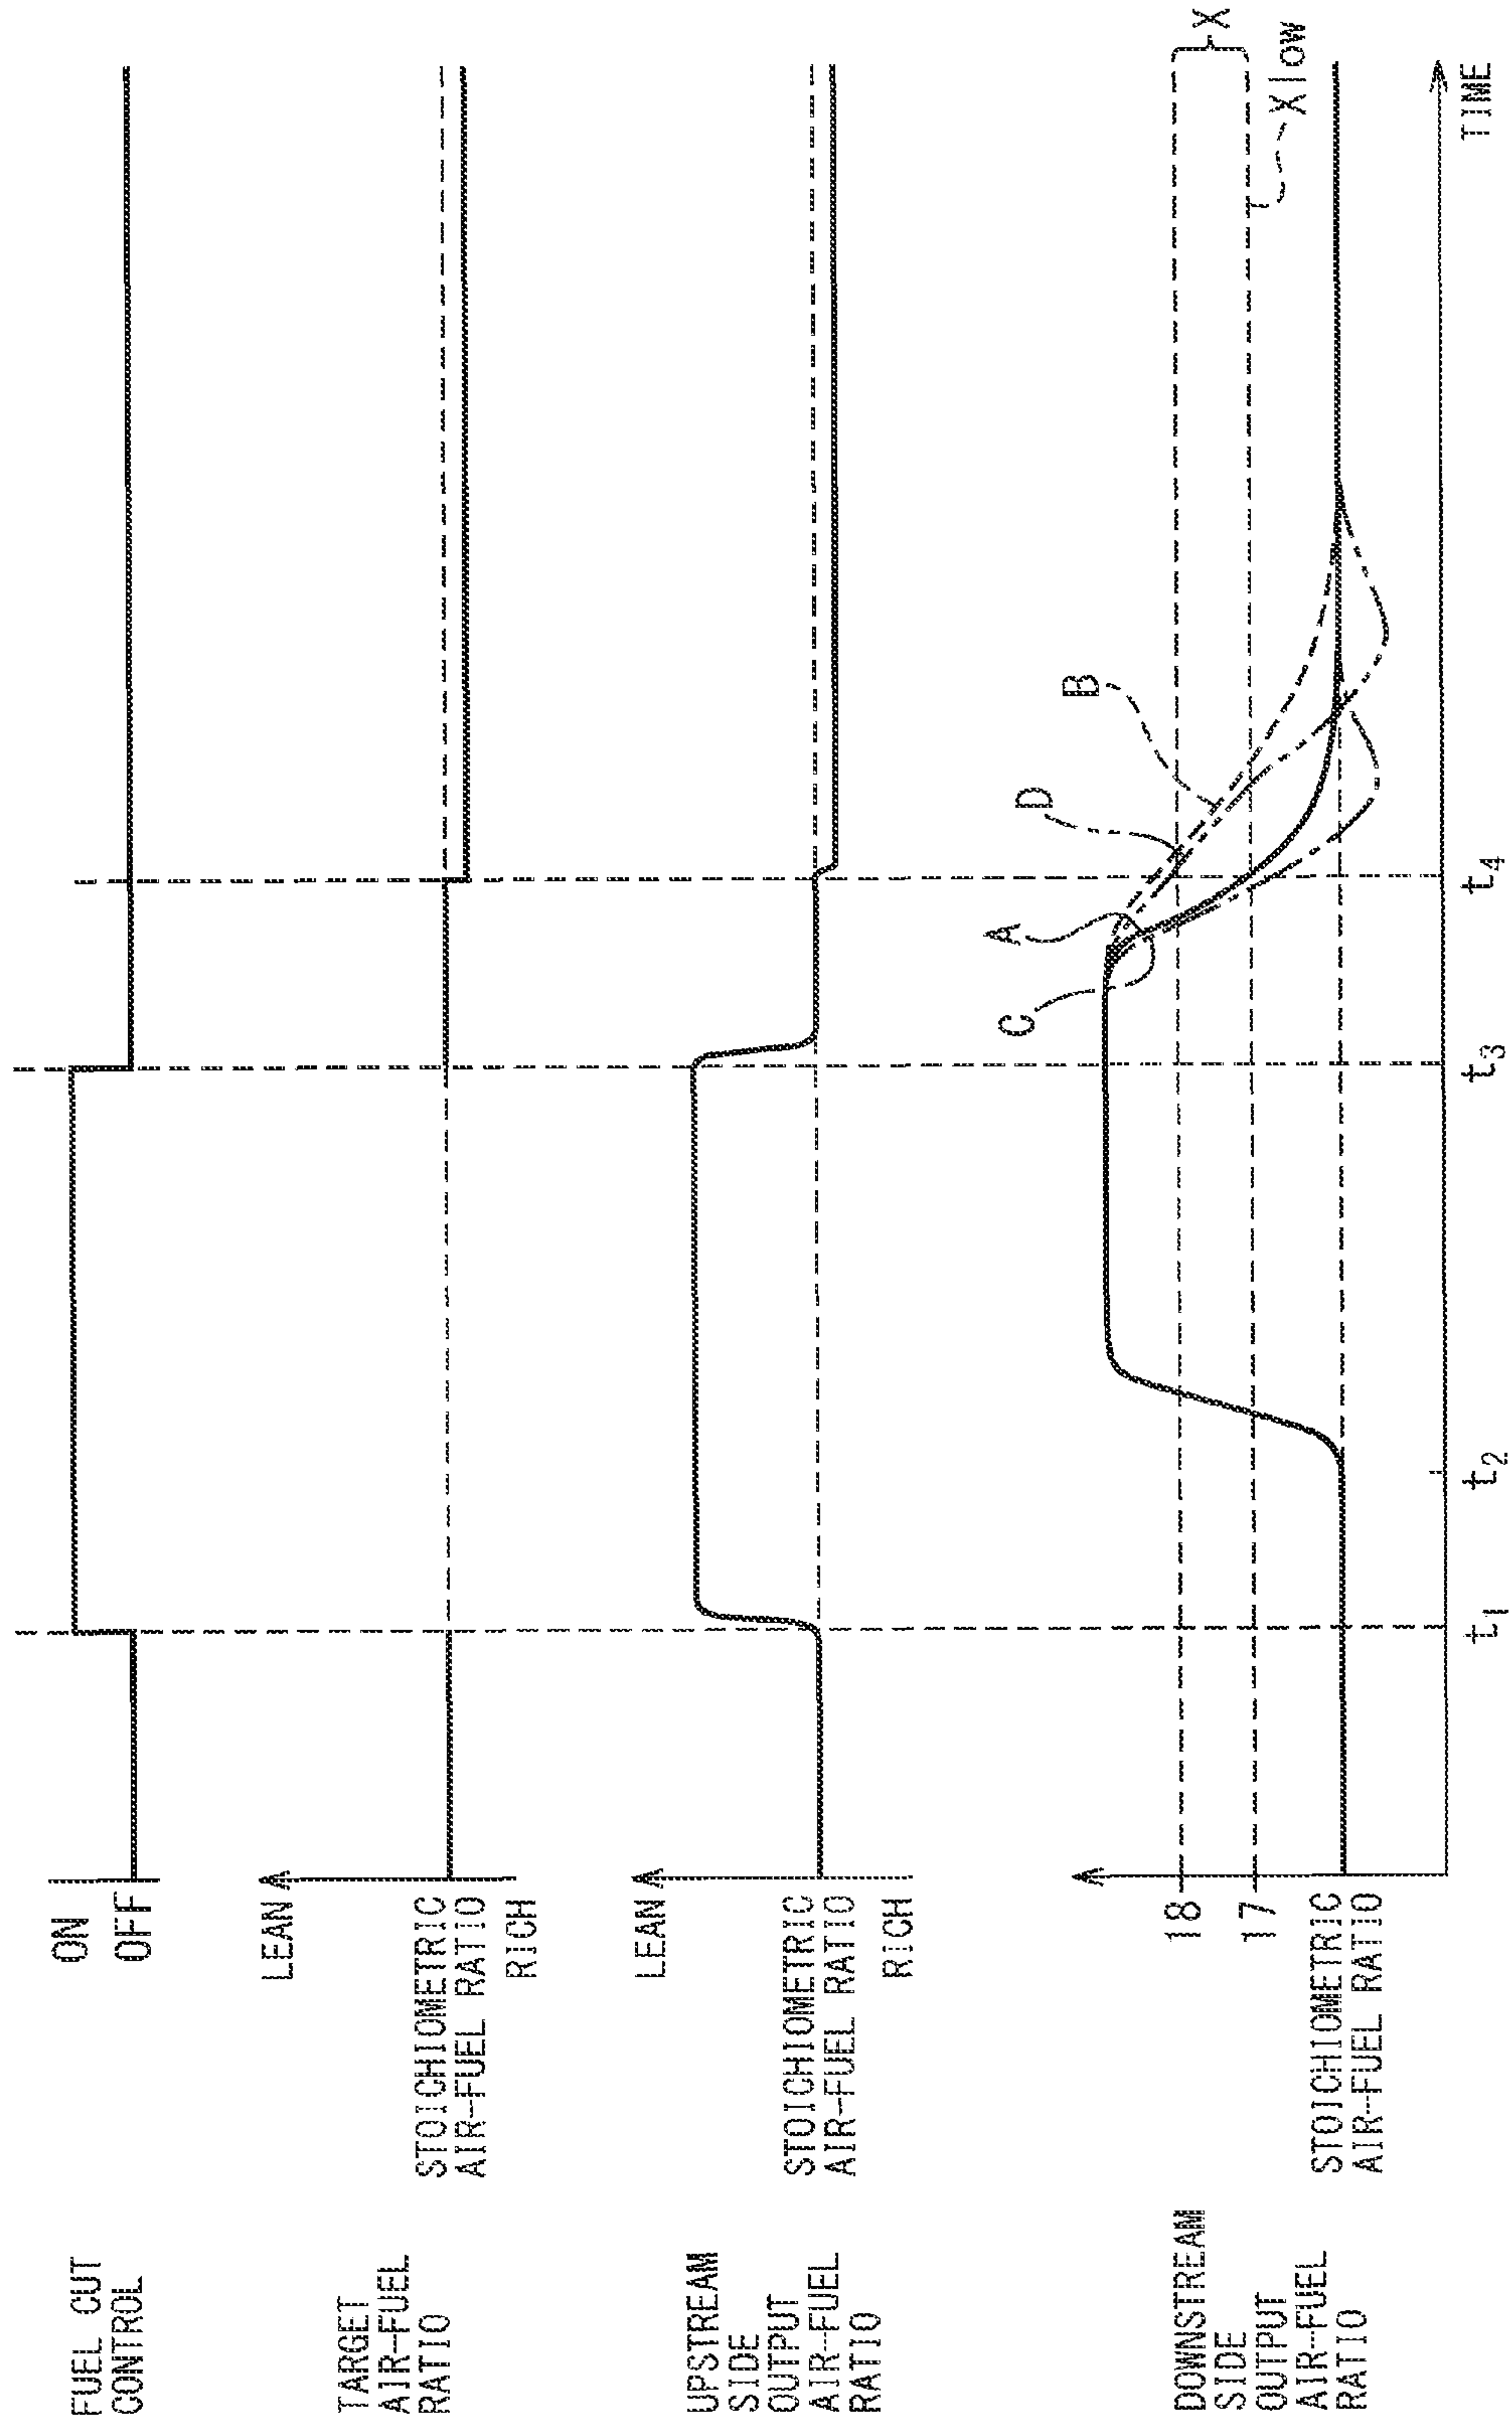 FUEL CUT
CONTROL
ON
OFF
TARGET
AIR-FUEL
RATIO
LEAN
STOICHIOMETRIC
AIR-FUEL RATIO
RICH
UPSTREAM
SIDE
OUTPUT
AIR-FUEL
RATIO
LEAN
STOICHIOMETRIC
AIR-FUEL RATIO
RICH
DOWNSTREAM
SIDE
OUTPUT
AIR-FUEL
RATIO
18
17
STOICHIOMETRIC
AIR-FUEL RATIO
C
A
D
B
X
Xlow
t1
t2
t3
t4
TIME